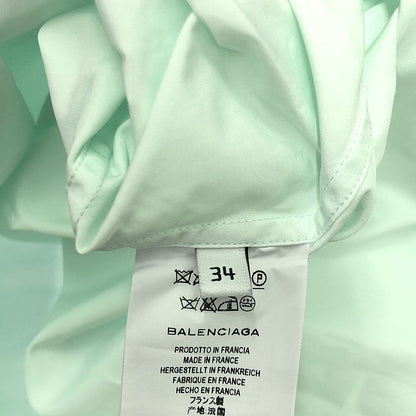 34
P
BALENCIAGA
PRODOTTO IN FRANCIA
MADE IN FRANCE
HERGESTELLT IN FRANKREICH
FABRIQUE EN FRANCE
HECHO EN FRANCIA
フランス製
产地 法国